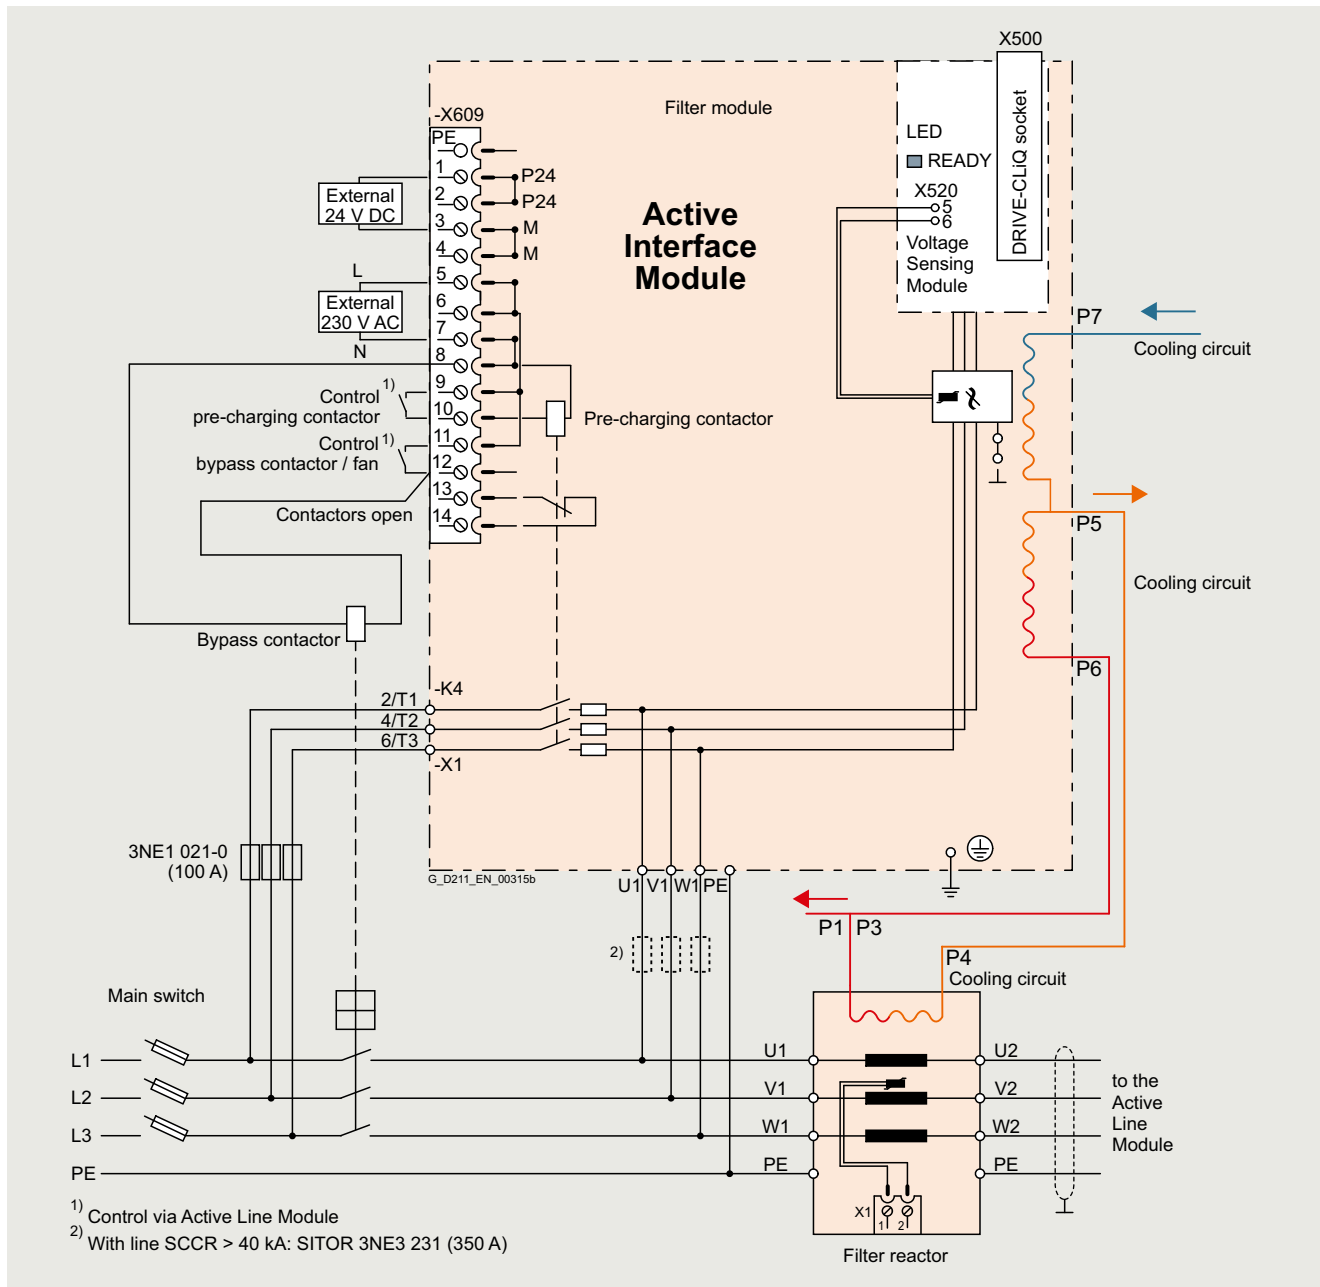 X500
Filter module
-X609
LED
READY
DRIVE-CLiQ socket
X520
5
6
Voltage
Sensing
Module
Active
Interface
Module
PE
1
2
3
4
5
6
7
8
9
10
11
12
13
14
P24
P24
M
M
External
24 V DC
L
External
230 V AC
N
Control 1)
pre-charging contactor
Control 1)
bypass contactor / fan
Contactors open
Pre-charging contactor
Bypass contactor
P7
Cooling circuit
P5
Cooling circuit
P6
-K4
2/T1
4/T2
6/T3
-X1
3NE1 021-0
(100 A)
G_D211_EN_00315b
U1 V1 W1 PE
2)
P1 P3
P4
Cooling circuit
Main switch
L1
L2
L3
PE
U1
V1
W1
PE
U2
V2
W2
PE
to the
Active
Line
Module
X1
1 2
Filter reactor
1) Control via Active Line Module
2) With line SCCR > 40 kA: SITOR 3NE3 231 (350 A)